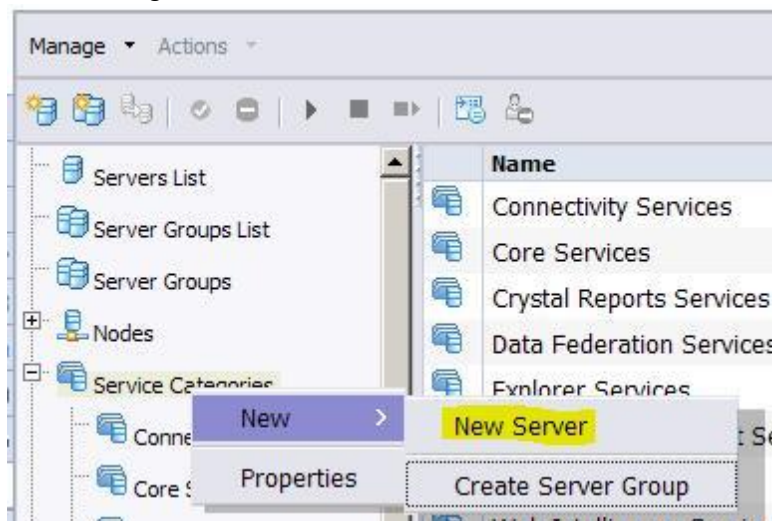 Manage Actions
Name
Servers List
Server Groups List
Server Groups
Nodes
Service Categories
Core
Connectivity Services
Core Services
Crystal Reports Services
Data Federation Services
Explorer Services
New
New Server
Properties
Create Server Group